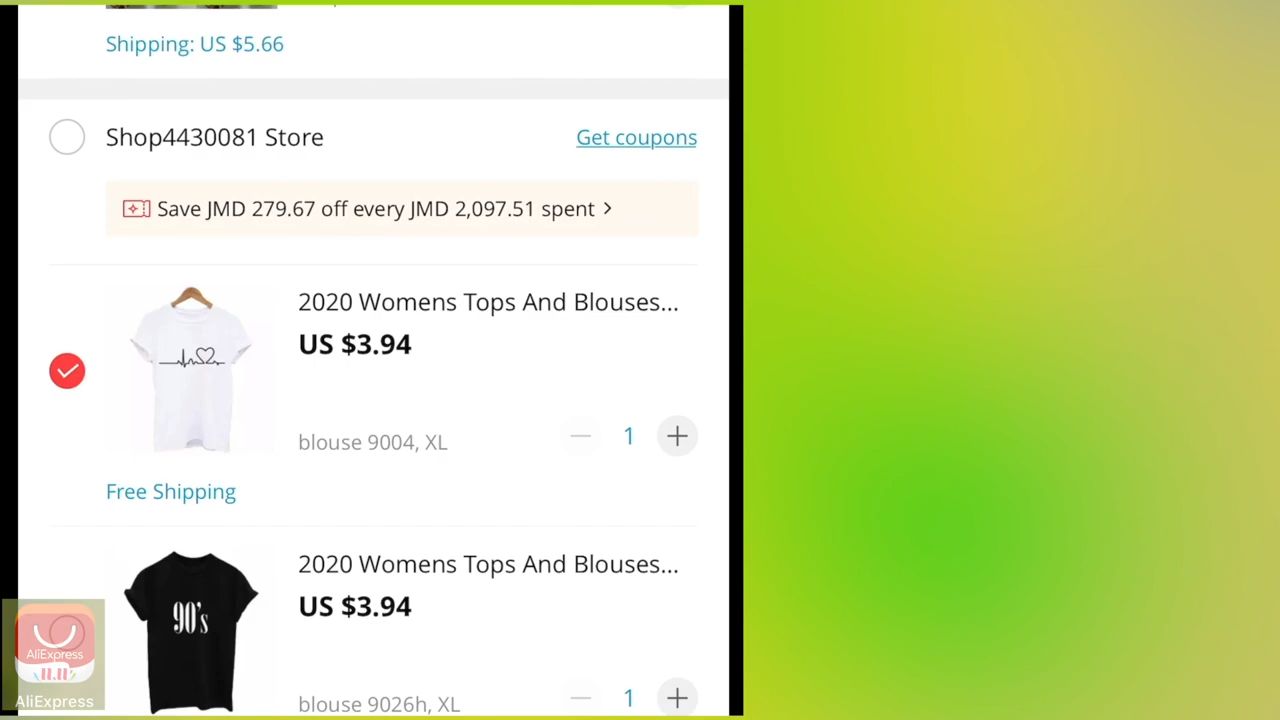 Shipping: US $5.66
Shop4430081 Store
Get coupons
Save JMD 279.67 off every JMD 2,097.51 spent >
2020 Womens Tops And Blouses...
US $3.94
blouse 9004, XL
1
Free Shipping
2020 Womens Tops And Blouses...
US $3.94
90's
blouse 9026h, XL
1
AliExpress
11.11
AliExpress